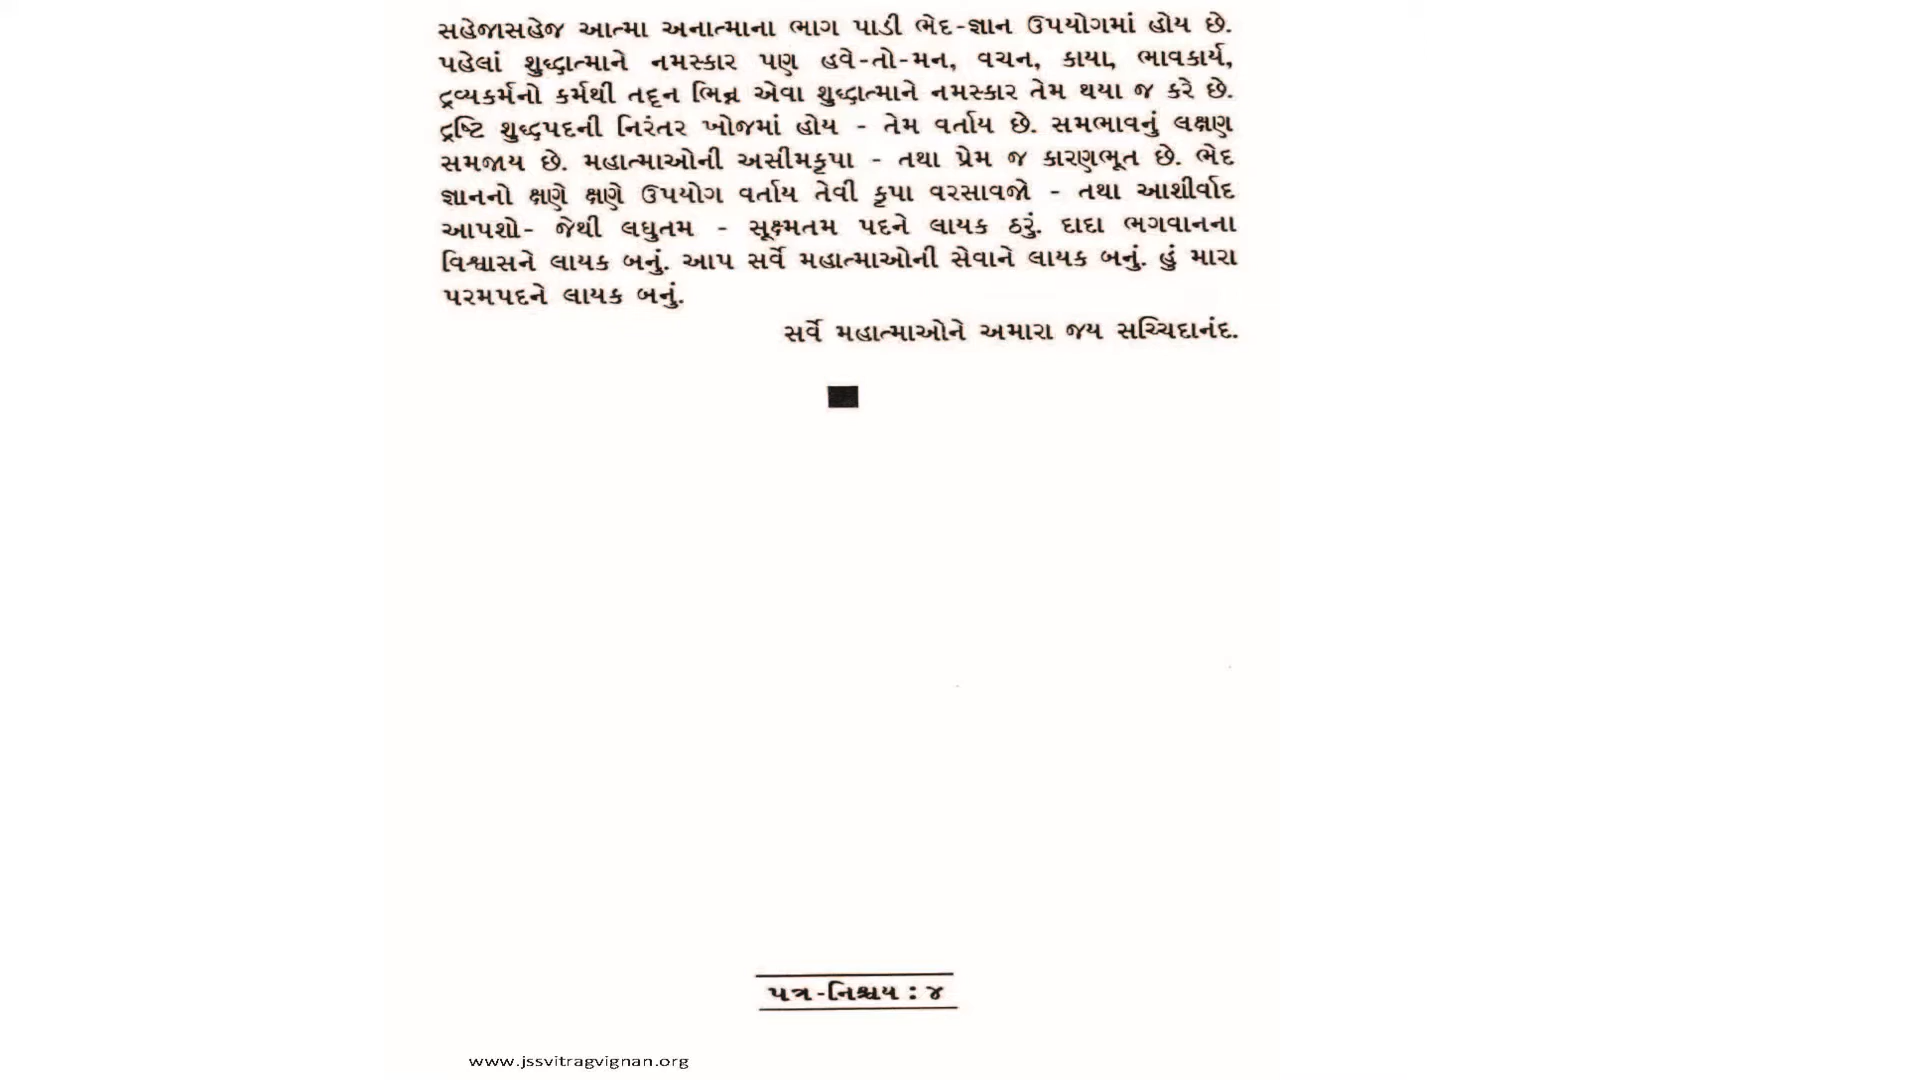 સહેજાસહેજ આત્મા અનાત્માના ભાગ પાડી ભેદ-જ્ઞાન ઉપયોગમાં હોય છે.
પહેલાં શુદ્ધાત્માને નમસ્કાર પણ હવે-તો-મન, વચન, કાયા, ભાવકાર્ય,
દ્રવ્યકર્મનો કર્મથી તદ્દન ભિન્ન એવા શુદ્ધાત્માને નમસ્કાર તેમ થયા જ કરે છે.
દ્રષ્ટિ શુદ્ધપદની નિરંતર ખોજમાં હોય - તેમ વર્તાય છે. સમભાવનું લક્ષણ
સમજાય છે. મહાત્માઓની અસીમકૃપા - તથા પ્રેમ જ કારણભૂત છે. ભેદ
જ્ઞાનનો ક્ષણે ક્ષણે ઉપયોગ વર્તાય તેવી કૃપા વરસાવજો - તથા આશીર્વાદ
આપશો- જેથી લઘુતમ - સૂક્ષ્મતમ પદને લાયક ઠરું. દાદા ભગવાનના
વિશ્વાસને લાયક બનું. આપ સર્વે મહાત્માઓની સેવાને લાયક બનું. હું મારા
પરમપદને લાયક બનું.
સર્વે મહાત્માઓને અમારા જય સચ્ચિદાનંદ.
પત્ર-નિશ્ચય : ૪
www.jssvitragvignan.org